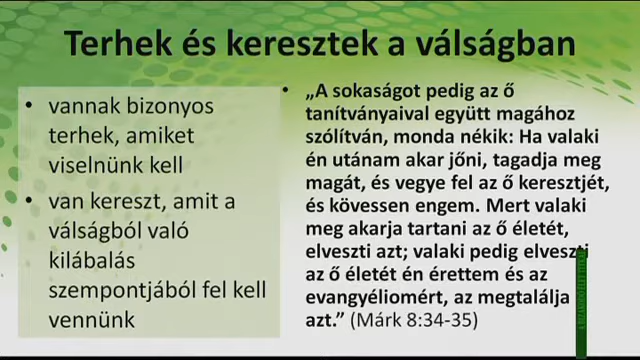 Terhek és keresztek a válságban
• vannak bizonyos
terhek, amiket
viselnünk kell
• van kereszt, amit a
válságból való
kilábalás
szempontjából fel kell
vennünk
• „A sokaságot pedig az ő
tanítványaival együtt magához
szólítván, monda nékik: Ha valaki
én utánam akar jőni, tagadja meg
magát, és vegye fel az ő keresztjét,
és kövessen engem. Mert valaki
meg akarja tartani az ő életét,
elveszti azt; valaki pedig elveszti
az ő életét én érettem és az
evangyéliomért, az megtalálja
azt.” (Márk 8:34-35)